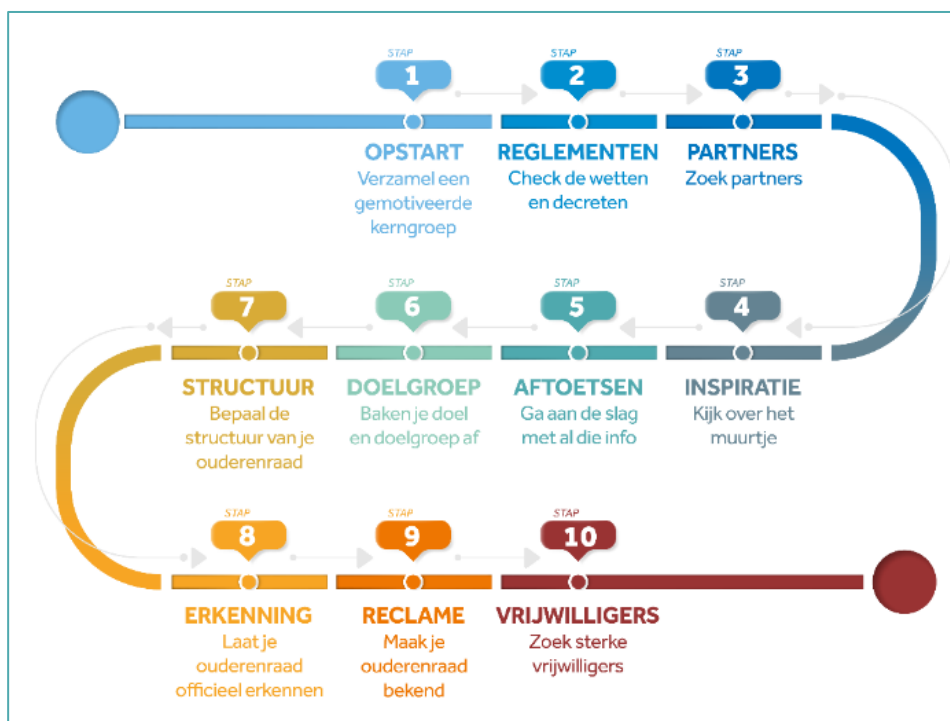 STAP
1
OPSTART
Verzamel een
gemotiveerde
kerngroep
STAP
2
REGLEMENTEN
Check de wetten
en decreten
STAP
3
PARTNERS
Zoek partners
STAP
4
INSPIRATIE
Kijk over het
muurtje
STAP
5
AFTOETSEN
Ga aan de slag
met al die info
STAP
6
DOELGROEP
Baken je doel
en doelgroep af
STAP
7
STRUCTUUR
Bepaal de
structuur van je
ouderenraad
STAP
8
ERKENNING
Laat je
ouderenraad
officieel erkennen
STAP
9
RECLAME
Maak je
ouderenraad
bekend
STAP
10
VRIJWILLIGERS
Zoek sterke
vrijwilligers